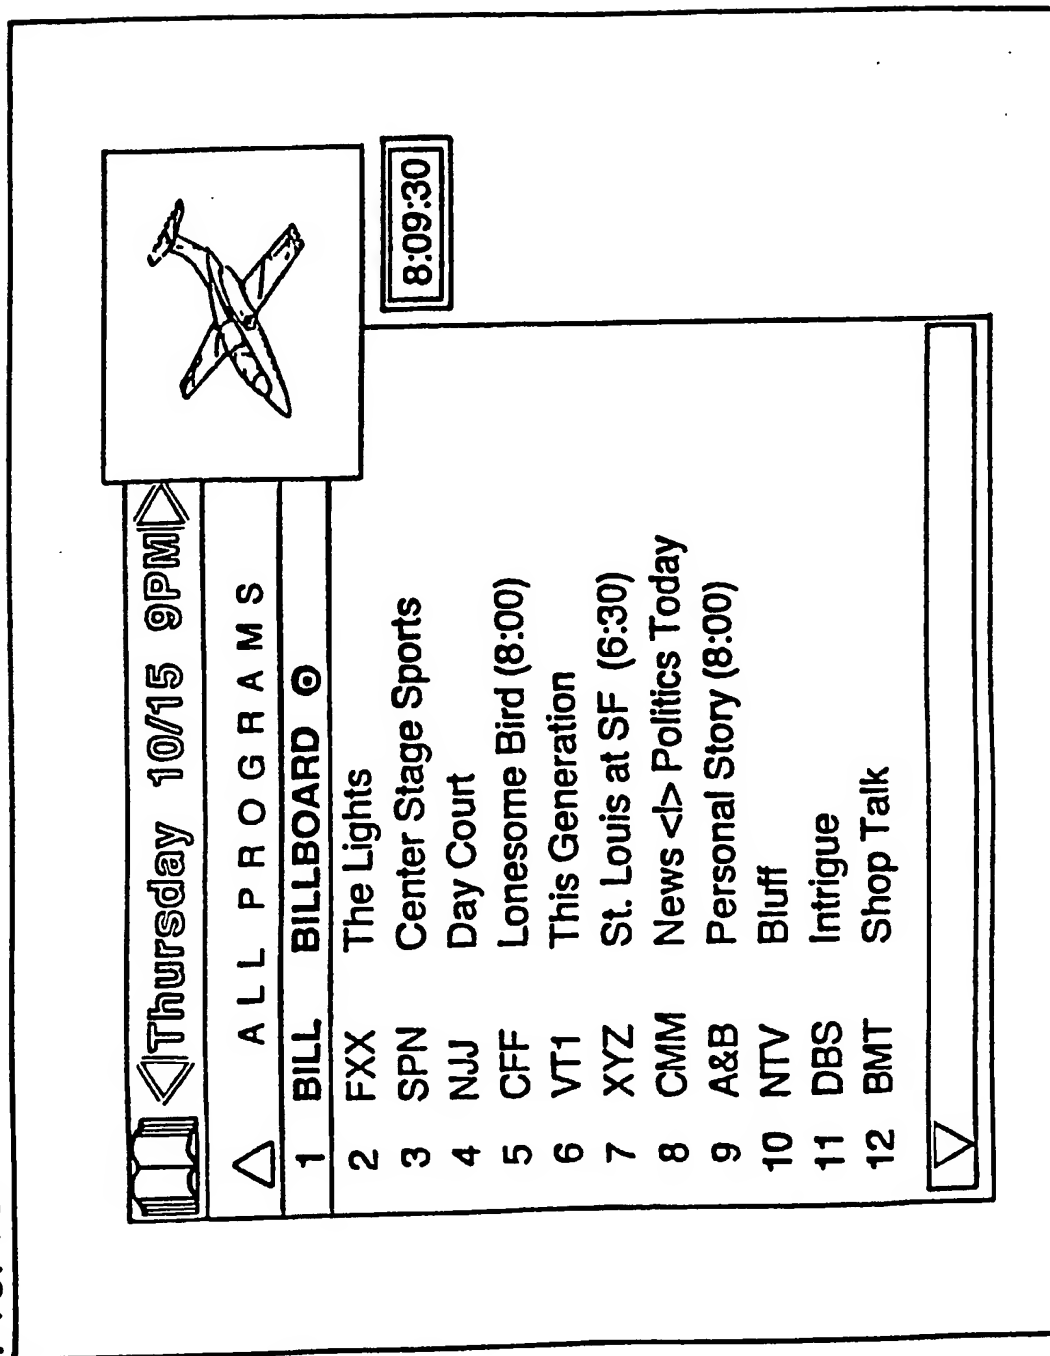 Thursday 10/15 9PM
ALL PROGRAMS
8:09:30
1 BILL BILLBOARD
2 FXX The Lights
3 SPN Center Stage Sports
4 NJJ Day Court
5 CFF Lonesome Bird (8:00)
6 VT1 This Generation
7 XYZ St. Louis at SF (6:30)
8 CMM News <I> Politics Today
9 A&B Personal Story (8:00)
10 NTV Bluff
11 DBS Intrigue
12 BMT Shop Talk